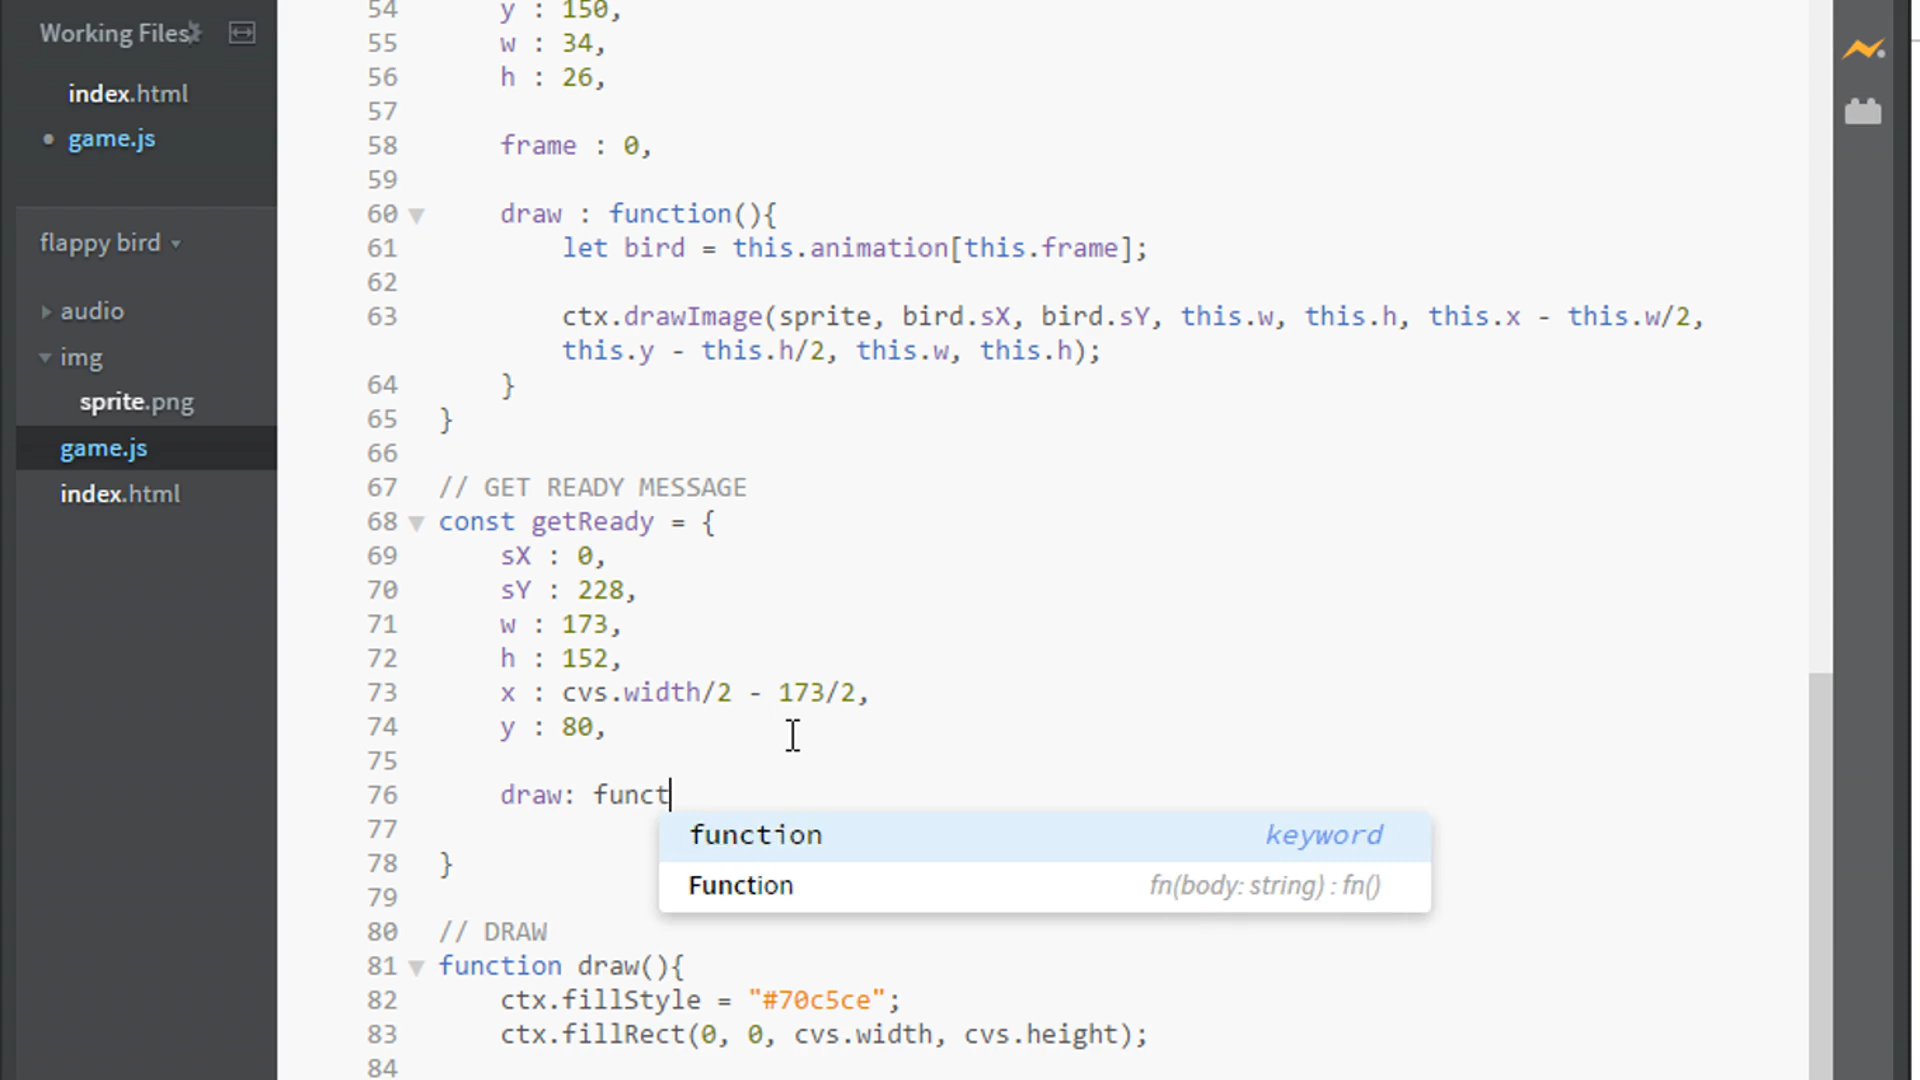 Working Files
index.html
game.js
flappy bird
audio
img
sprite.png
game.js
index.html
54 y : 150,
55 w : 34,
56 h : 26,
57
58 frame : 0,
59
60 draw : function(){
61 let bird = this.animation[this.frame];
62
63 ctx.drawImage(sprite, bird.sX, bird.sY, this.w, this.h, this.x - this.w/2,
this.y - this.h/2, this.w, this.h);
64 }
65 }
66
67 // GET READY MESSAGE
68 const getReady = {
69 sX : 0,
70 sY : 228,
71 w : 173,
72 h : 152,
73 x : cvs.width/2 - 173/2,
74 y : 80,
75
76 draw: funct
function keyword
77
Function fn(body: string) : fn()
78 }
79
80 // DRAW
81 function draw(){
82 ctx.fillStyle = "#70c5ce";
83 ctx.fillRect(0, 0, cvs.width, cvs.height);
84